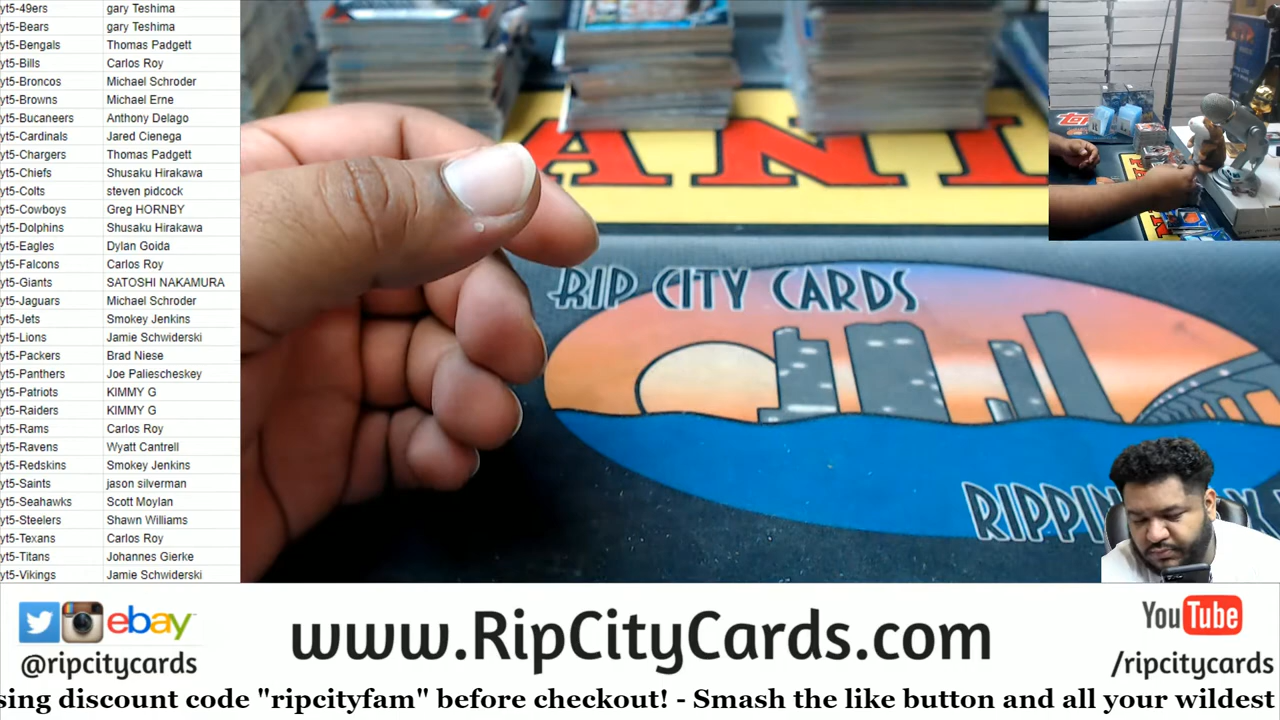 yt5-49ers gary Teshima
yt5-Bears gary Teshima
yt5-Bengals Thomas Padgett
yt5-Bills Carlos Roy
yt5-Broncos Michael Schroder
yt5-Browns Michael Erne
yt5-Bucaneers Anthony Delago
yt5-Cardinals Jared Cienega
yt5-Chargers Thomas Padgett
yt5-Chiefs Shusaku Hirakawa
yt5-Colts steven pidcock
yt5-Cowboys Greg HORNBY
yt5-Dolphins Shusaku Hirakawa
yt5-Eagles Dylan Goida
yt5-Falcons Carlos Roy
yt5-Giants SATOSHI NAKAMURA
yt5-Jaguars Michael Schroder
yt5-Jets Smokey Jenkins
yt5-Lions Jamie Schwiderski
yt5-Packers Brad Niese
yt5-Panthers Joe Paliescheskey
yt5-Patriots KIMMY G
yt5-Raiders KIMMY G
yt5-Rams Carlos Roy
yt5-Ravens Wyatt Cantrell
yt5-Redskins Smokey Jenkins
yt5-Saints jason silverman
yt5-Seahawks Scott Moylan
yt5-Steelers Shawn Williams
yt5-Texans Carlos Roy
yt5-Titans Johannes Gierke
yt5-Vikings Jamie Schwiderski
ANI
RIP CITY CARDS
RIPPIN
ebay
@ripcitycards
www.RipCityCards.com
YouTube
/ripcitycards
sing discount code "ripcityfam" before checkout! - Smash the like button and all your wildest